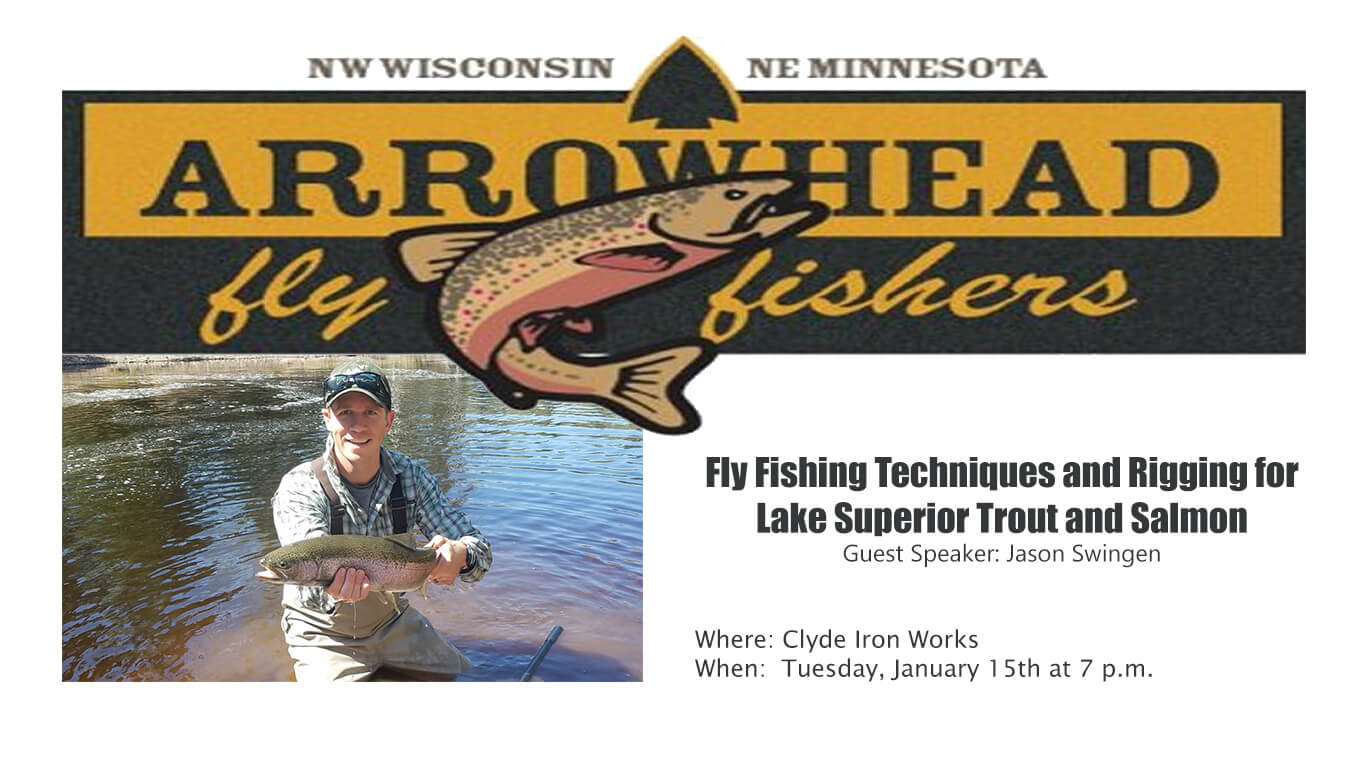 NW WISCONSIN NE MINNESOTA
ARROWHEAD
fly fishers
Fly Fishing Techniques and Rigging for
Lake Superior Trout and Salmon
Guest Speaker: Jason Swingen
Where: Clyde Iron Works
When: Tuesday, January 15th at 7 p.m.